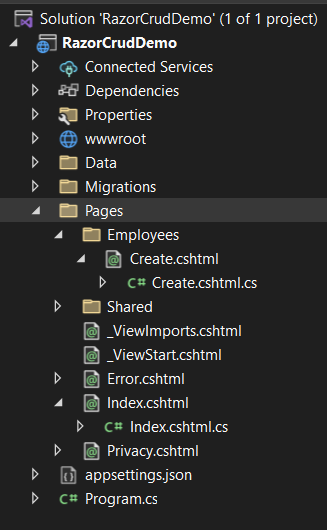 Solution 'RazorCrudDemo' (1 of 1 project)
RazorCrudDemo
Connected Services
Dependencies
Properties
wwwroot
Data
Migrations
Pages
Employees
Create.cshtml
C# Create.cshtml.cs
Shared
_ViewImports.cshtml
_ViewStart.cshtml
Error.cshtml
Index.cshtml
C# Index.cshtml.cs
Privacy.cshtml
appsettings.json
C# Program.cs